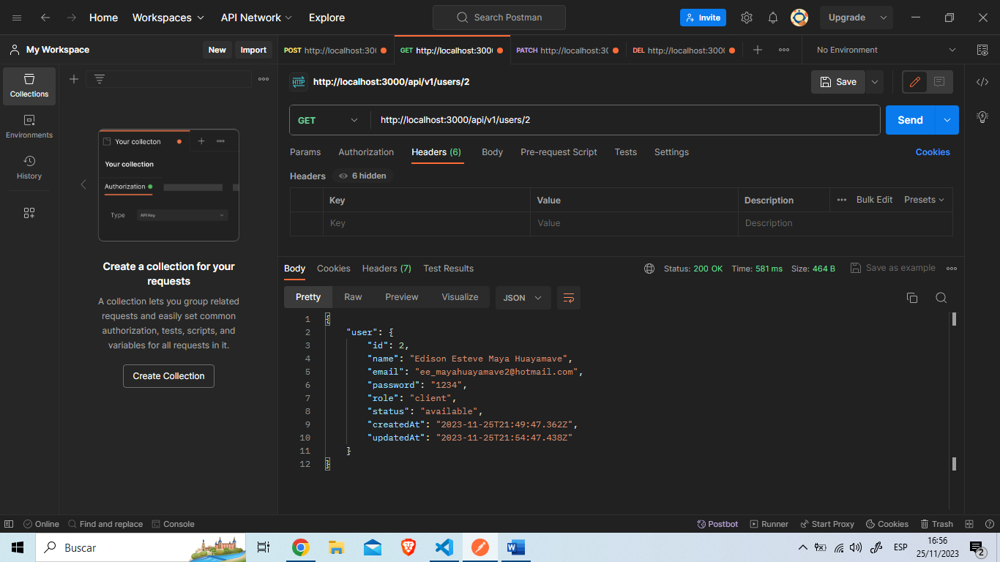 Home Workspaces API Network Explore Search Postman Invite Upgrade
My Workspace New Import POST http://localhost:300 GET http://localhost:3000 PATCH http://localhost:30 DEL http://localhost:3000 No Environment
Collections
Environments
History
Your collecton
Your collection
Authorization
Type API Key
Create a collection for your
requests
A collection lets you group related
requests and easily set common
authorization, tests, scripts, and
variables for all requests in it.
Create Collection
HTTP http://localhost:3000/api/v1/users/2 Save
GET http://localhost:3000/api/v1/users/2 Send
Params Authorization Headers (6) Body Pre-request Script Tests Settings Cookies
Headers 6 hidden
Key Value Description Bulk Edit Presets
Key Value Description
Body Cookies Headers (7) Test Results Status: 200 OK Time: 581 ms Size: 464 B Save as example
Pretty Raw Preview Visualize JSON
1 {
2 "user": {
3 "id": 2,
4 "name": "Edison Esteve Maya Huayamave",
5 "email": "ee_mayahuayamave2@hotmail.com",
6 "password": "1234",
7 "role": "client",
8 "status": "available",
9 "createdAt": "2023-11-25T21:49:47.362Z",
10 "updatedAt": "2023-11-25T21:54:47.438Z"
11 }
12 }
Online Find and replace Console Postbot Runner Start Proxy Cookies Trash
Buscar ESP 16:56
25/11/2023 2